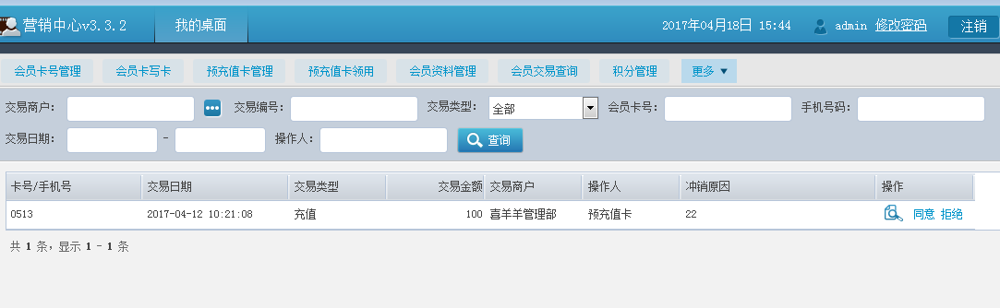 营销中心v3.3.2 我的桌面 2017年04月18日 15:44 admin 修改密码 注销
会员卡号管理 会员卡写卡 预充值卡管理 预充值卡领用 会员资料管理 会员交易查询 积分管理 更多
交易商户: 交易编号: 交易类型: 全部 会员卡号: 手机号码:
交易日期: - 操作人: 查询
卡号/手机号 交易日期 交易类型 交易金额 交易商户 操作人 冲销原因 操作
0513 2017-04-12 10:21:08 充值 100 喜羊羊管理部 预充值卡 22 同意 拒绝
共 1 条, 显示 1 - 1 条